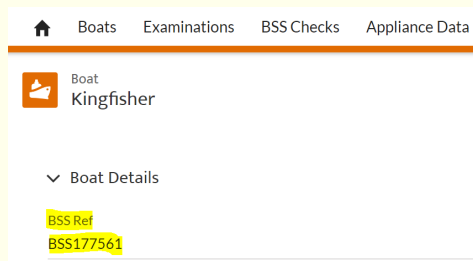 Boats Examinations BSS Checks Appliance Data
Boat
Kingfisher
Boat Details
BSS Ref
BSS177561